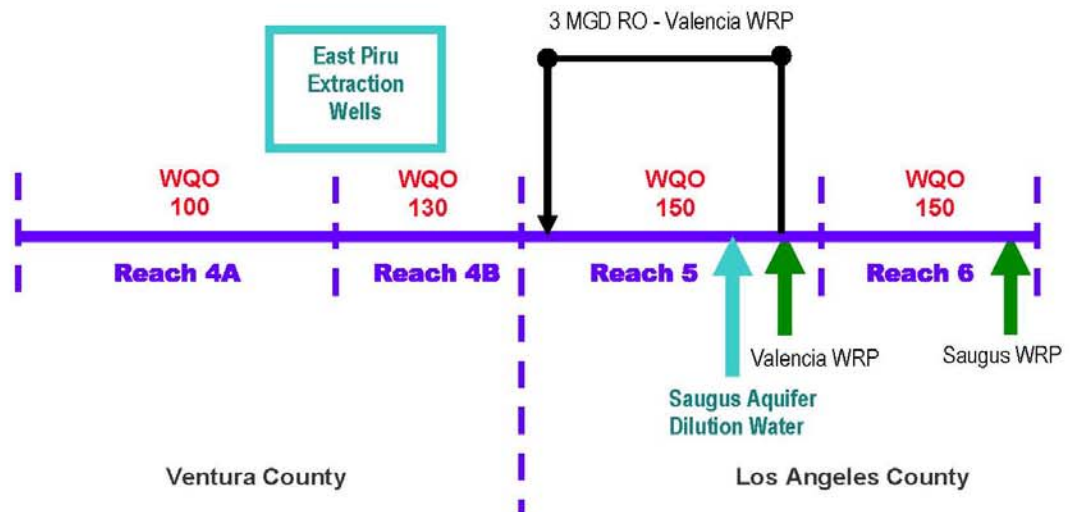 3 MGD RO - Valencia WRP
East Piru
Extraction
Wells
WQO
100
WQO
130
WQO
150
WQO
150
Reach 4A
Reach 4B
Reach 5
Reach 6
Valencia WRP
Saugus WRP
Saugus Aquifer
Dilution Water
Ventura County
Los Angeles County